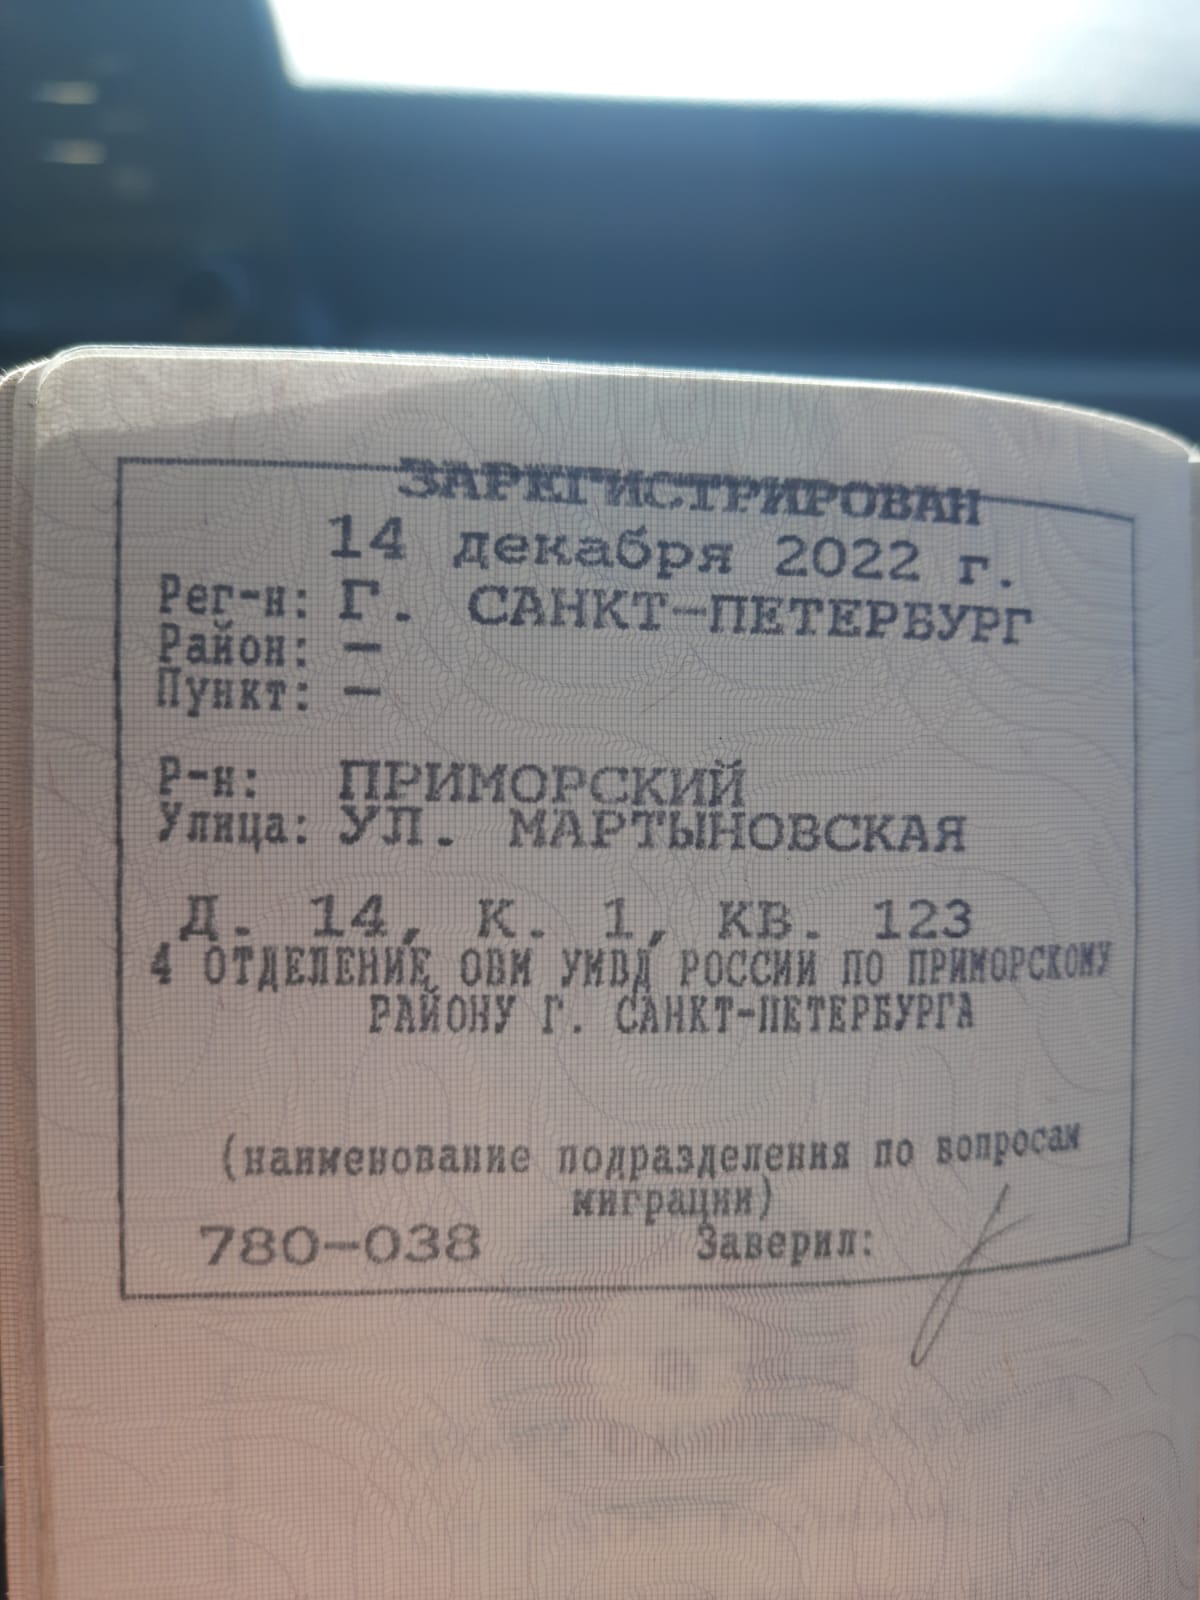 ЗАРЕГИСТРИРОВАН
14 декабря 2022 г.
Рег-н: Г. САНКТ-ПЕТЕРБУРГ
Район: –
Пункт: –
Р-н: ПРИМОРСКИЙ
Улица: УЛ. МАРТЫНОВСКАЯ
Д. 14, К. 1, КВ. 123
4 ОТДЕЛЕНИЕ ОВМ УМВД РОССИИ ПО ПРИМОРСКОМУ
РАЙОНУ Г. САНКТ-ПЕТЕРБУРГА
(наименование подразделения по вопросам
миграции)
780-038 Заверил: